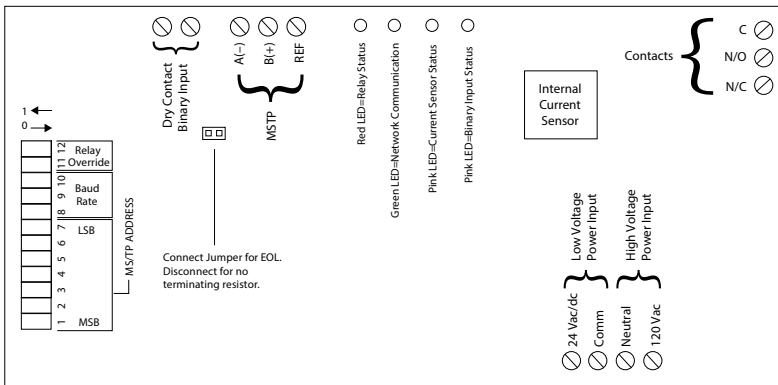 Dry Contact
Binary Input
A(−)
B(+)
REF
MSTP
Red LED=Relay Status
Green LED=Network Communication
Pink LED=Current Sensor Status
Pink LED=Binary Input Status
Internal
Current
Sensor
Contacts
C
N/O
N/C
1
0
12
11
10
9
8
7
6
5
4
3
2
1
Relay
Override
Baud
Rate
LSB
MSB
MS/TP ADDRESS
Connect Jumper for EOL.
Disconnect for no
terminating resistor.
Low Voltage
Power Input
High Voltage
Power Input
24 Vac/dc
Comm
Neutral
120 Vac